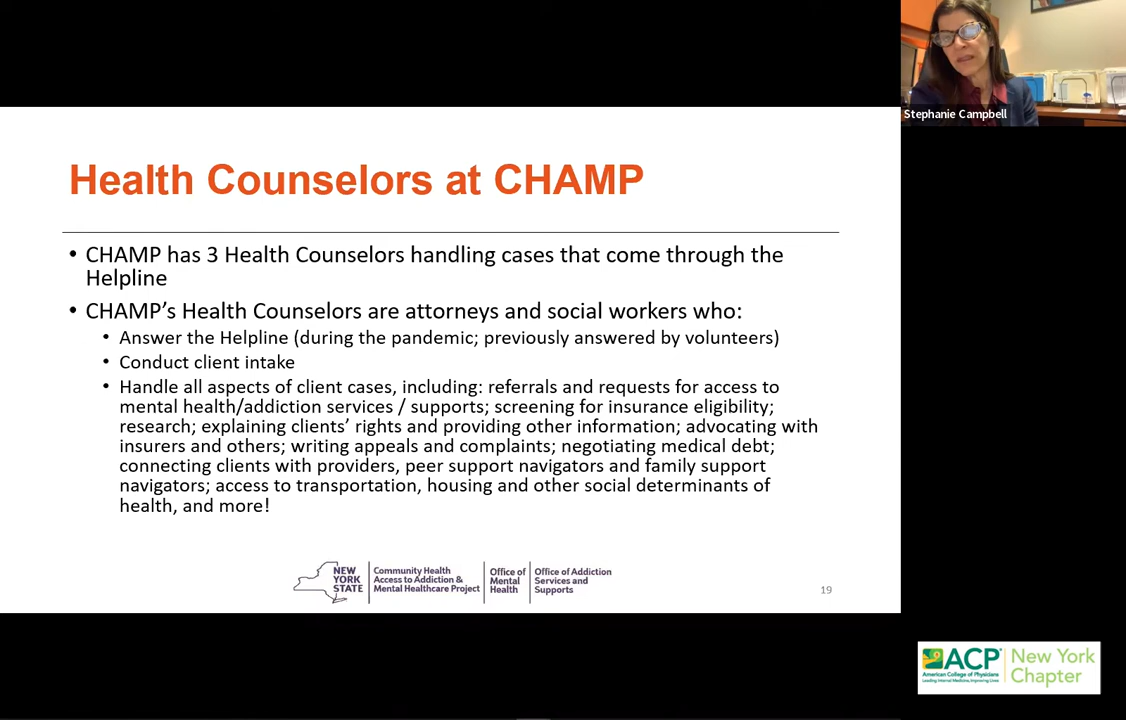 Stephanie Campbell
Health Counselors at CHAMP
• CHAMP has 3 Health Counselors handling cases that come through the
Helpline
• CHAMP’s Health Counselors are attorneys and social workers who:
• Answer the Helpline (during the pandemic; previously answered by volunteers)
• Conduct client intake
• Handle all aspects of client cases, including: referrals and requests for access to
mental health/addiction services / supports; screening for insurance eligibility;
research; explaining clients’ rights and providing other information; advocating with
insurers and others; writing appeals and complaints; negotiating medical debt;
connecting clients with providers, peer support navigators and family support
navigators; access to transportation, housing and other social determinants of
health, and more!
NEW
YORK
STATE
Community Health
Access to Addiction &
Mental Healthcare Project
Office of
Mental
Health
Office of Addiction
Services and
Supports
19
ACP®
American College of Physicians
Leading Internal Medicine, Improving Lives
New York
Chapter